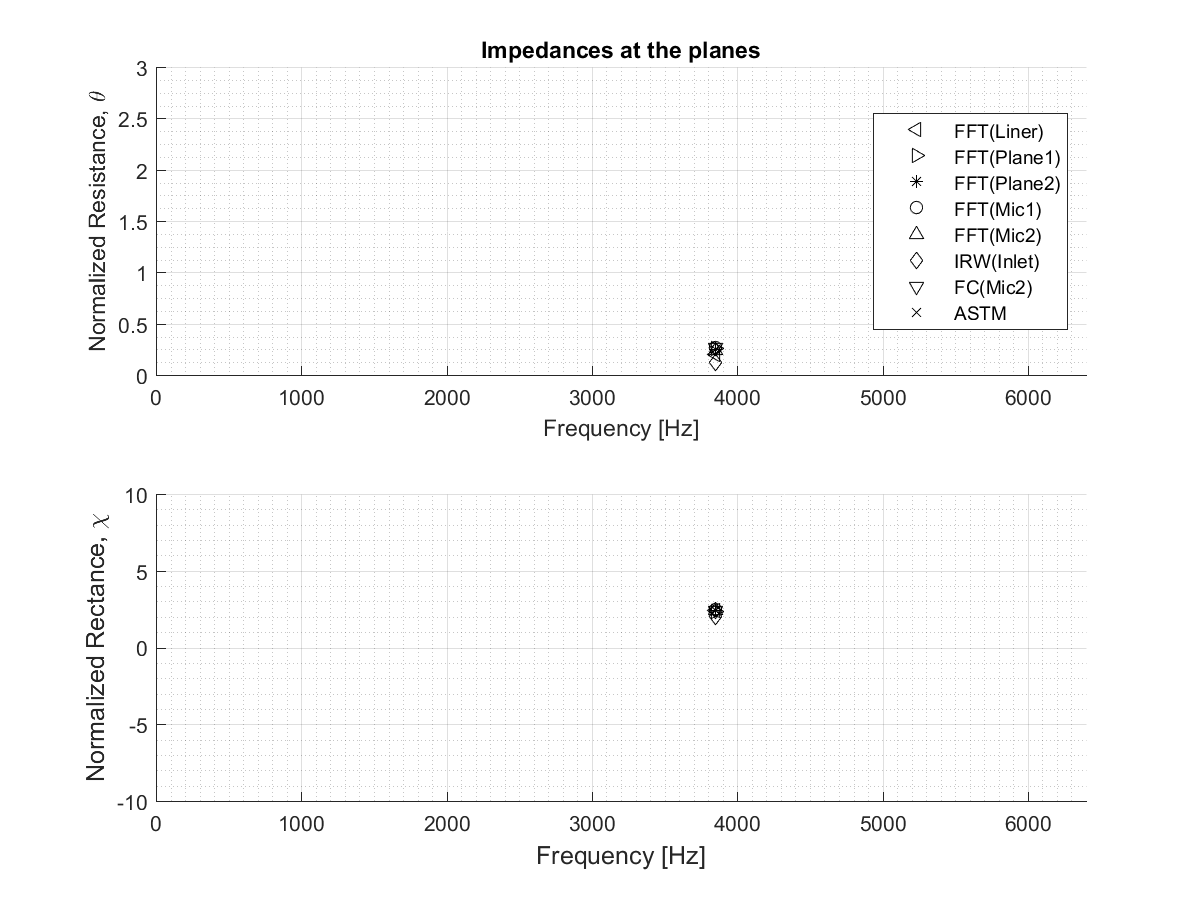 Impedances at the planes
Normalized Resistance, θ
3
2.5
2
1.5
1
0.5
0
0 1000 2000 3000 4000 5000 6000
Frequency [Hz]
FFT(Liner)
FFT(Plane1)
FFT(Plane2)
FFT(Mic1)
FFT(Mic2)
IRW(Inlet)
FC(Mic2)
ASTM
Normalized Rectance, χ
10
5
0
-5
-10
0 1000 2000 3000 4000 5000 6000
Frequency [Hz]